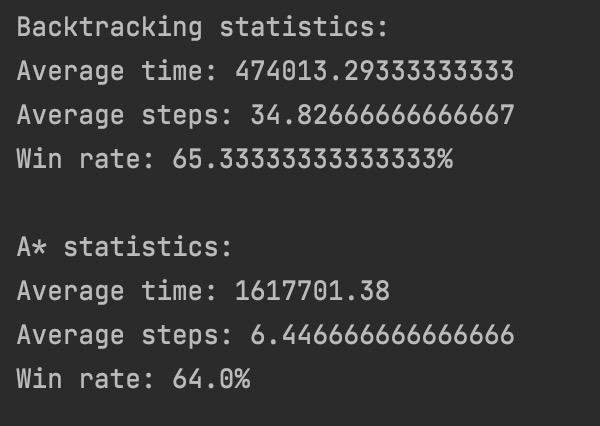 Backtracking statistics:
Average time: 474013.29333333333
Average steps: 34.82666666666667
Win rate: 65.33333333333333%
A* statistics:
Average time: 1617701.38
Average steps: 6.446666666666666
Win rate: 64.0%